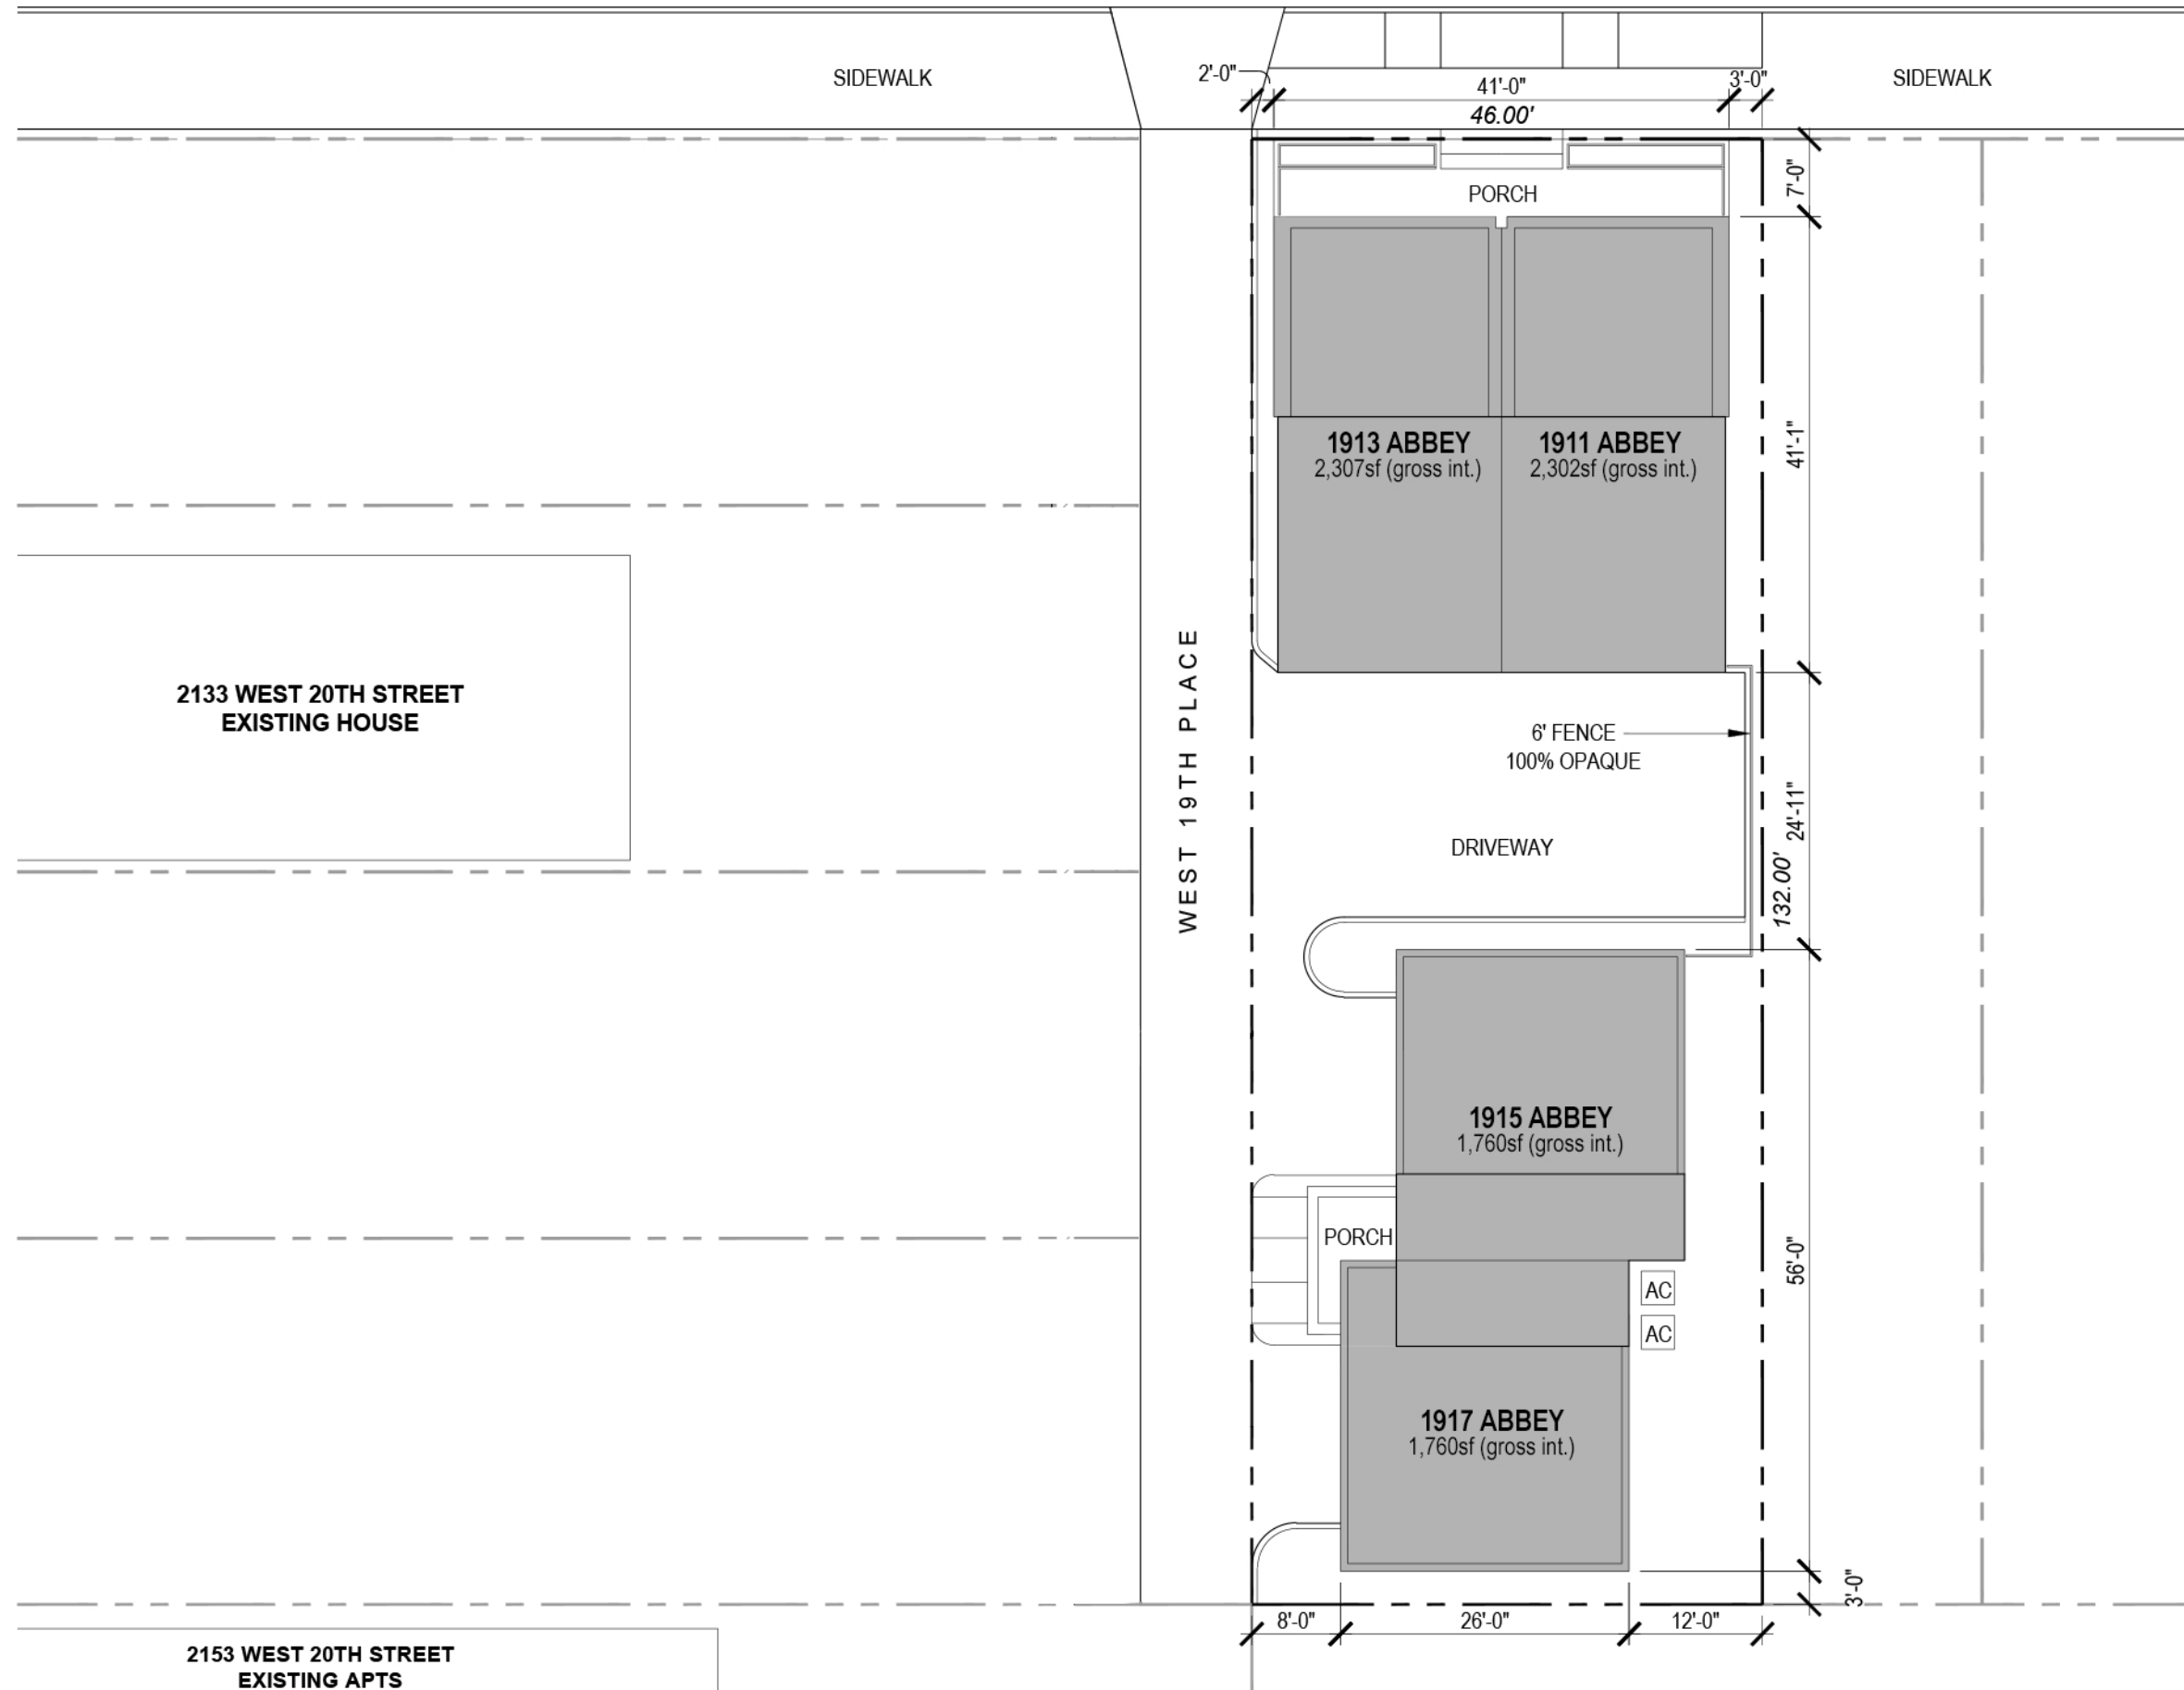 SIDEWALK
2'-0"
41'-0"
3'-0"
SIDEWALK
46.00'
PORCH
7'-0"
1913 ABBEY
2,307sf (gross int.)
1911 ABBEY
2,302sf (gross int.)
41'-1"
2133 WEST 20TH STREET
EXISTING HOUSE
WEST 19TH PLACE
6' FENCE
100% OPAQUE
DRIVEWAY
24'-11"
132.00'
1915 ABBEY
1,760sf (gross int.)
PORCH
56'-0"
AC
AC
1917 ABBEY
1,760sf (gross int.)
3'-0"
8'-0"
26'-0"
12'-0"
2153 WEST 20TH STREET
EXISTING APTS